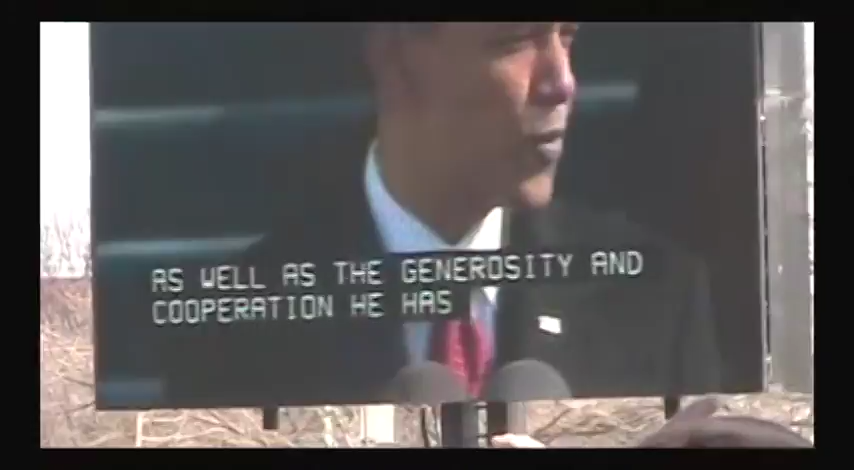 AS WELL AS THE GENEROSITY AND
COOPERATION HE HAS